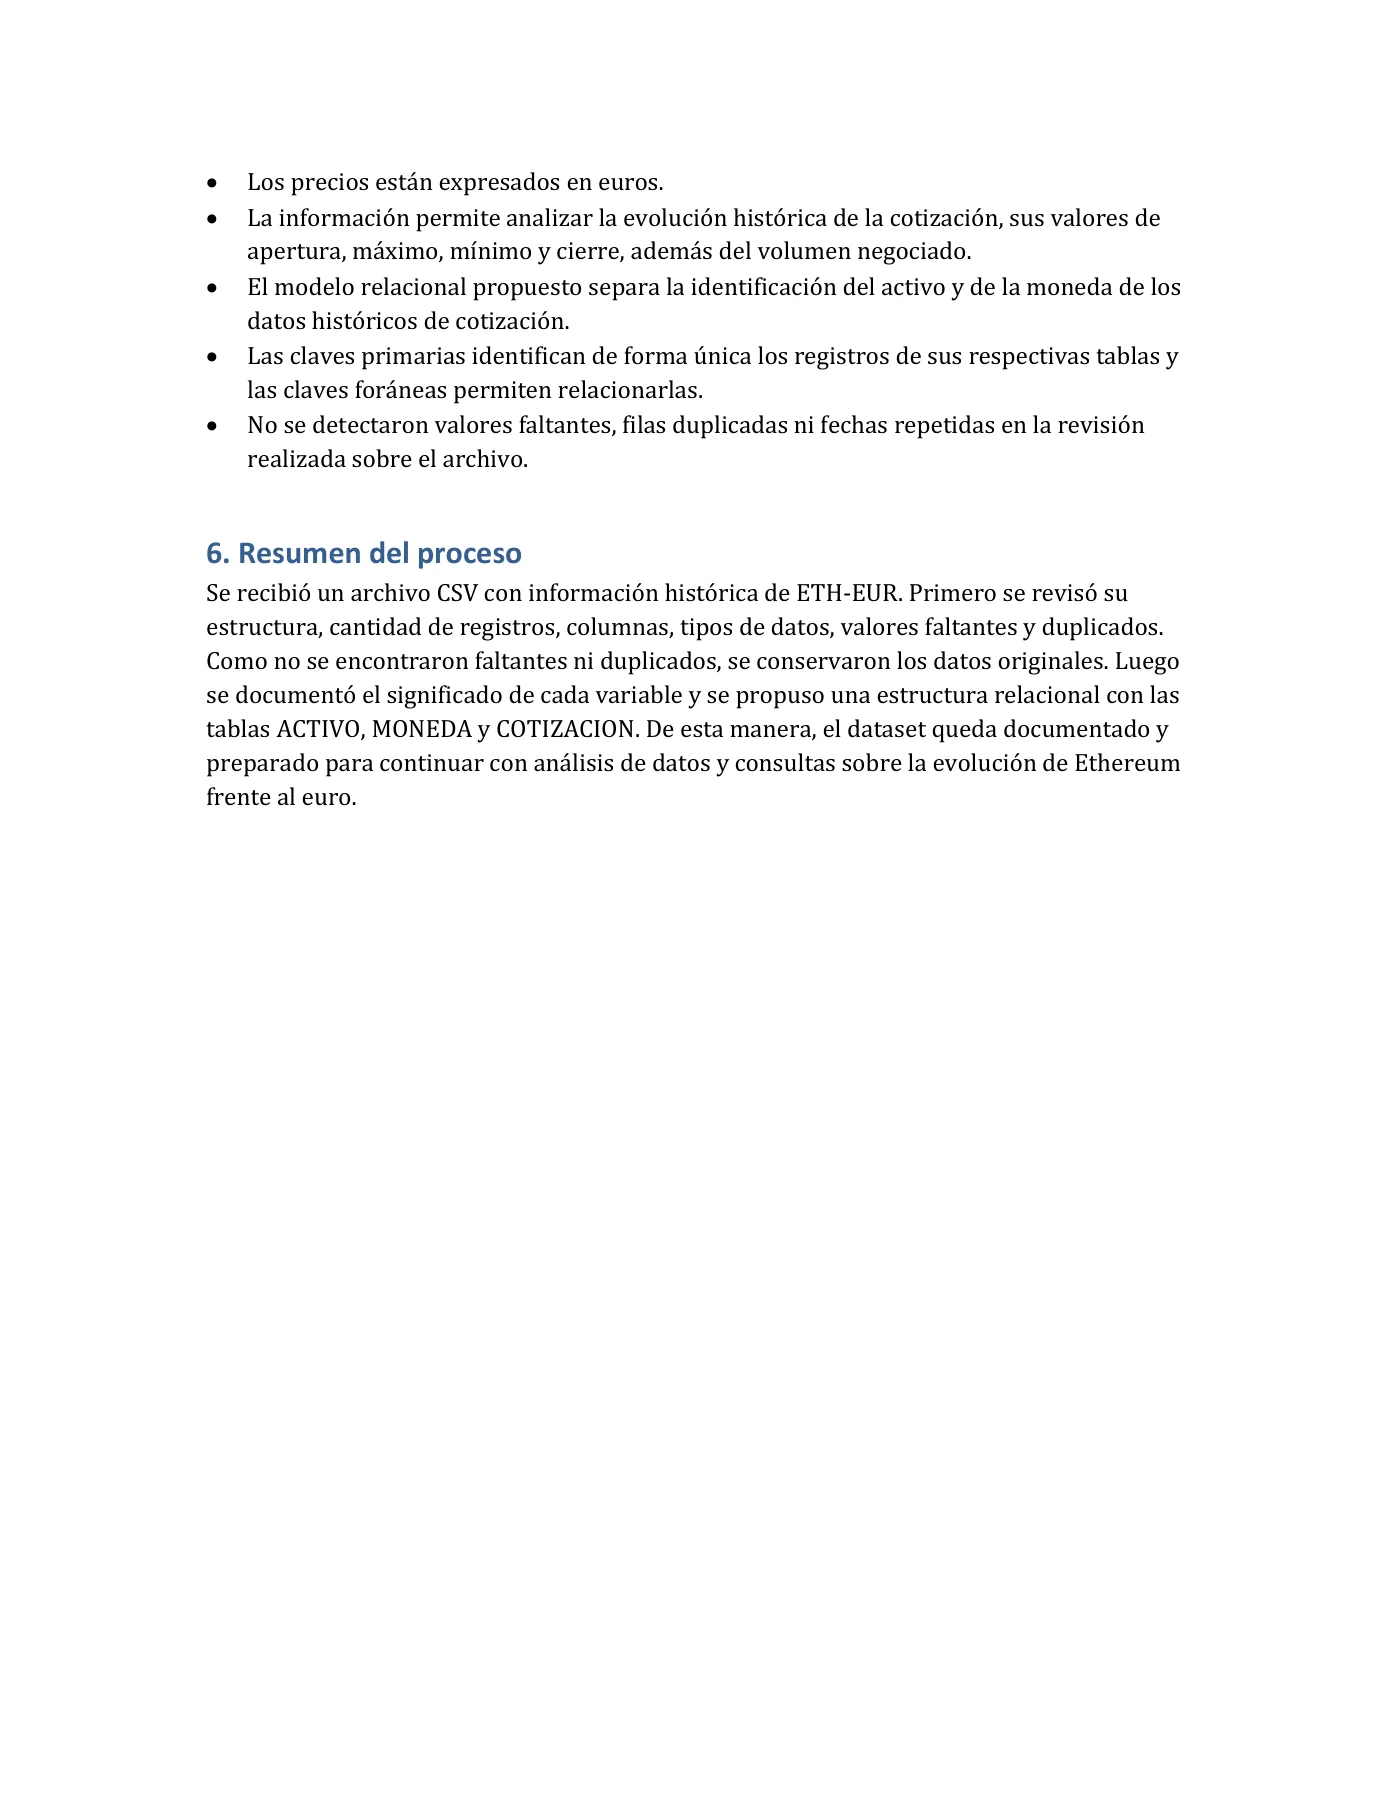 • Los precios están expresados en euros.
• La información permite analizar la evolución histórica de la cotización, sus valores de
apertura, máximo, mínimo y cierre, además del volumen negociado.
• El modelo relacional propuesto separa la identificación del activo y de la moneda de los
datos históricos de cotización.
• Las claves primarias identifican de forma única los registros de sus respectivas tablas y
las claves foráneas permiten relacionarlas.
• No se detectaron valores faltantes, filas duplicadas ni fechas repetidas en la revisión
realizada sobre el archivo.
6. Resumen del proceso
Se recibió un archivo CSV con información histórica de ETH-EUR. Primero se revisó su
estructura, cantidad de registros, columnas, tipos de datos, valores faltantes y duplicados.
Como no se encontraron faltantes ni duplicados, se conservaron los datos originales. Luego
se documentó el significado de cada variable y se propuso una estructura relacional con las
tablas ACTIVO, MONEDA y COTIZACION. De esta manera, el dataset queda documentado y
preparado para continuar con análisis de datos y consultas sobre la evolución de Ethereum
frente al euro.